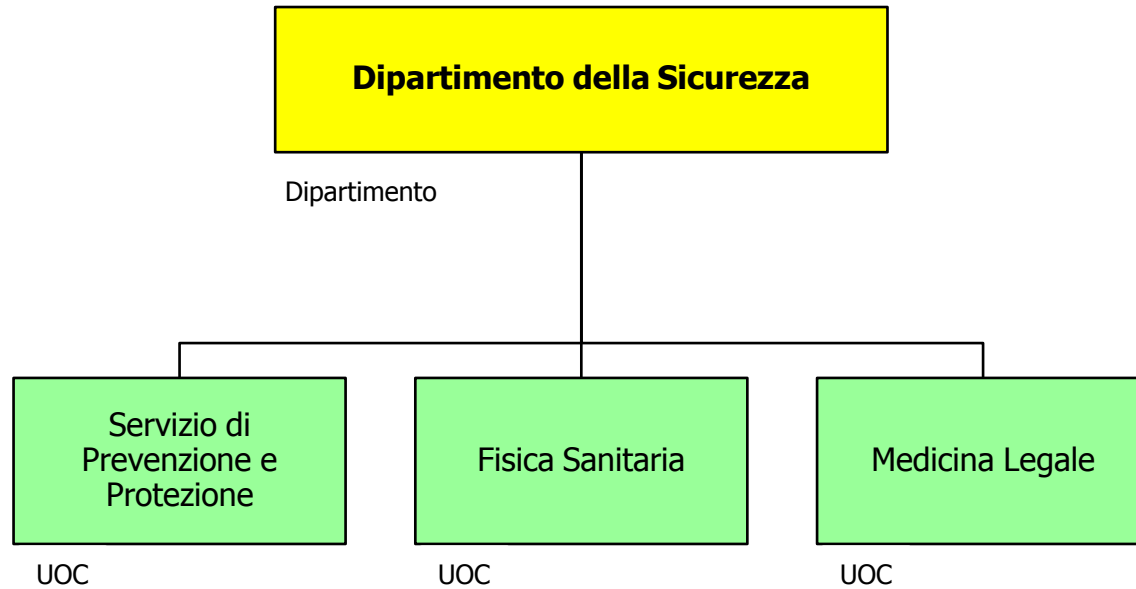 Dipartimento della Sicurezza
Dipartimento
Servizio di
Prevenzione e
Protezione
Fisica Sanitaria
Medicina Legale
UOC
UOC
UOC